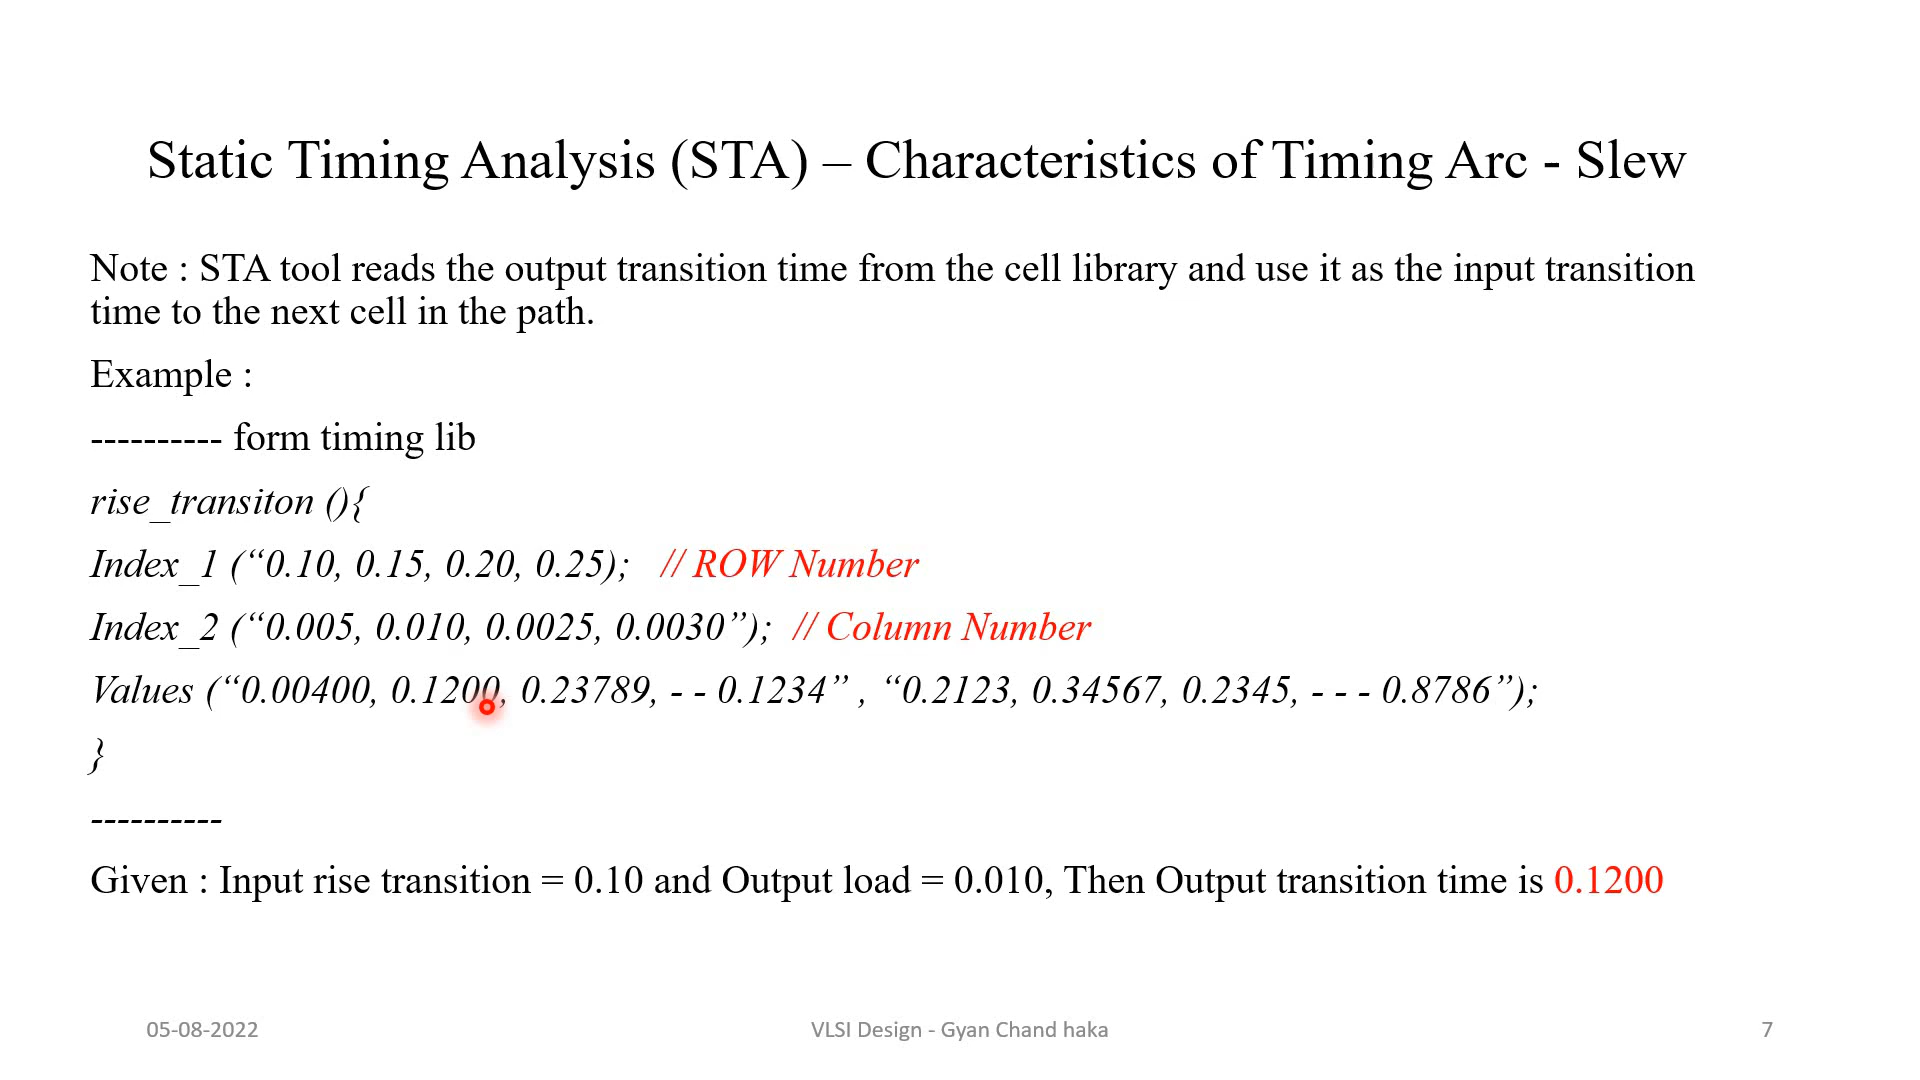 Static Timing Analysis (STA) – Characteristics of Timing Arc - Slew
Note : STA tool reads the output transition time from the cell library and use it as the input transition
time to the next cell in the path.
Example :
---------- form timing lib
rise_transiton (){
Index_1 (“0.10, 0.15, 0.20, 0.25); // ROW Number
Index_2 (“0.005, 0.010, 0.0025, 0.0030”); // Column Number
Values (“0.00400, 0.1200, 0.23789, - - 0.1234” , “0.2123, 0.34567, 0.2345, - - - 0.8786”);
}
----------
Given : Input rise transition = 0.10 and Output load = 0.010, Then Output transition time is 0.1200
05-08-2022
VLSI Design - Gyan Chand haka
7